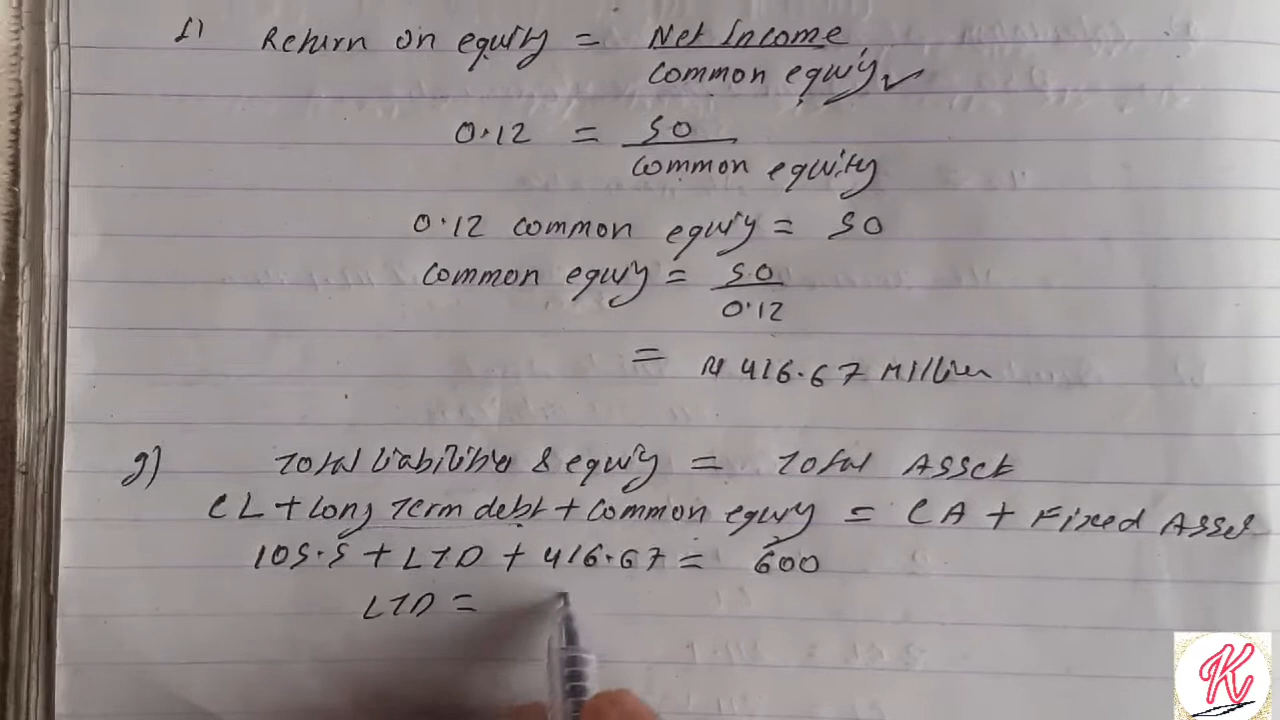 f) Return on equity = Net Income / Common equity ✓
0.12 = 50 / Common equity
0.12 common equity = 50
Common equity = 50 / 0.12
= 416.67 Million
g) Total liabilities & equity = Total Asset
CL + Long Term debt + Common equity = CA + Fixed Asset
105.5 + LTD + 416.67 = 600
LTD =
K